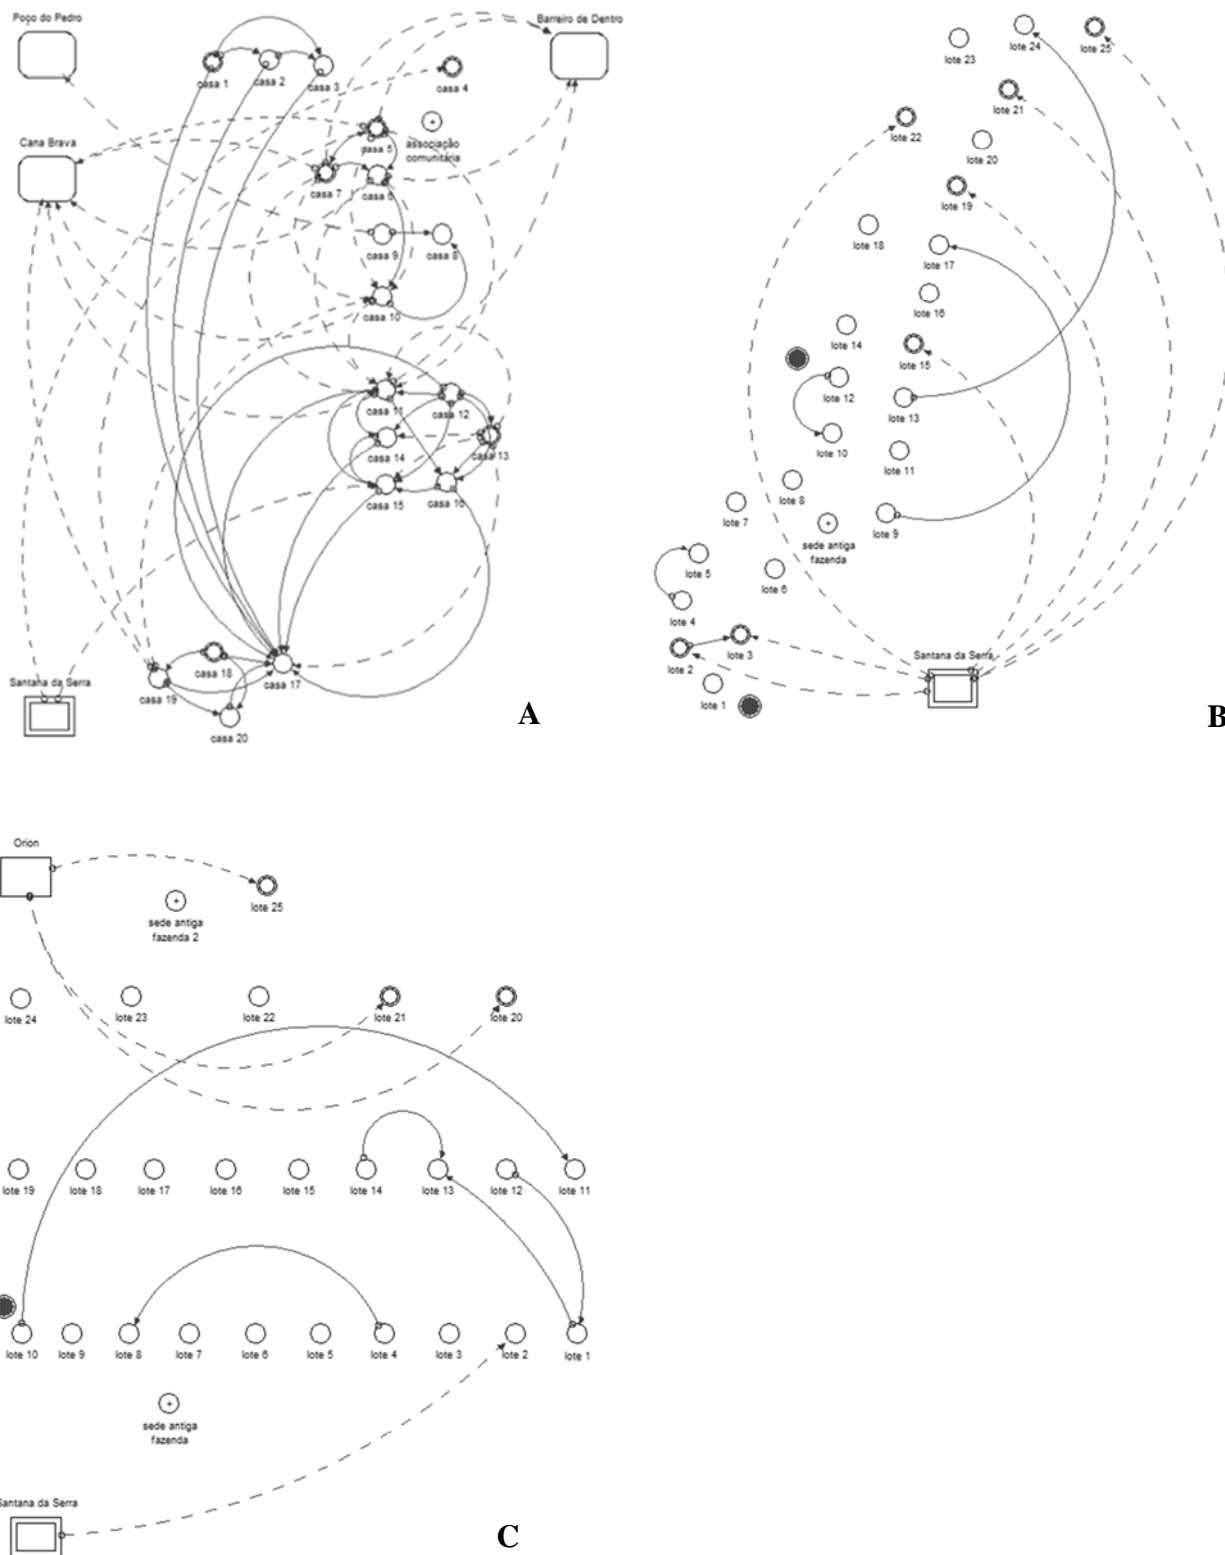 Poço do Pedro
Barreiro de Dentro
casa 1
casa 2
casa 3
casa 4
associação
comunitária
casa 5
Cana Brava
casa 7
casa 6
casa 9
casa 8
casa 10
casa 11
casa 12
casa 13
casa 14
casa 15
casa 16
casa 18
casa 17
casa 19
casa 20
Santana da Serra
A
lote 23
lote 24
lote 25
lote 21
lote 22
lote 20
lote 19
lote 18
lote 17
lote 16
lote 14
lote 15
lote 12
lote 13
lote 10
lote 11
lote 8
lote 7
sede antiga
fazenda
lote 9
lote 5
lote 6
lote 4
lote 2
lote 3
lote 1
Santana da Serra
B
Orion
lote 25
sede antiga
fazenda 2
lote 24
lote 23
lote 22
lote 21
lote 20
lote 19
lote 18
lote 17
lote 16
lote 15
lote 14
lote 13
lote 12
lote 11
lote 10
lote 9
lote 8
lote 7
lote 6
lote 5
lote 4
lote 3
lote 2
lote 1
sede antiga
fazenda
Santana da Serra
C